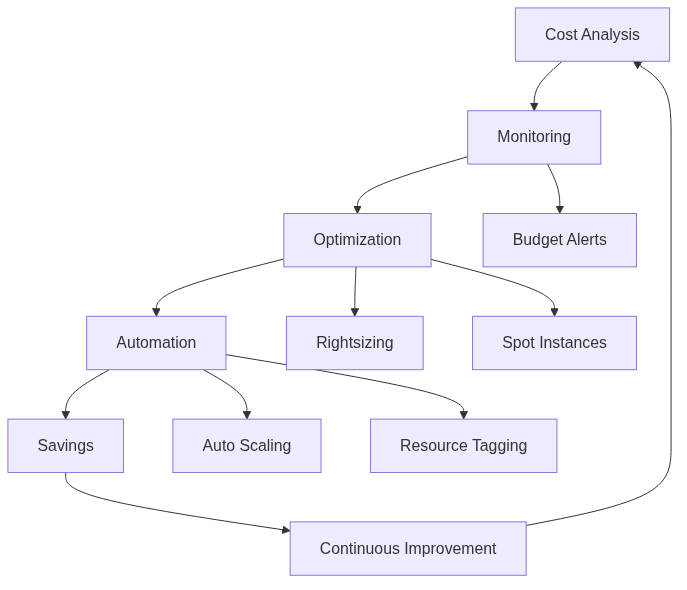 Cost Analysis
Monitoring
Optimization
Budget Alerts
Automation
Rightsizing
Spot Instances
Savings
Auto Scaling
Resource Tagging
Continuous Improvement